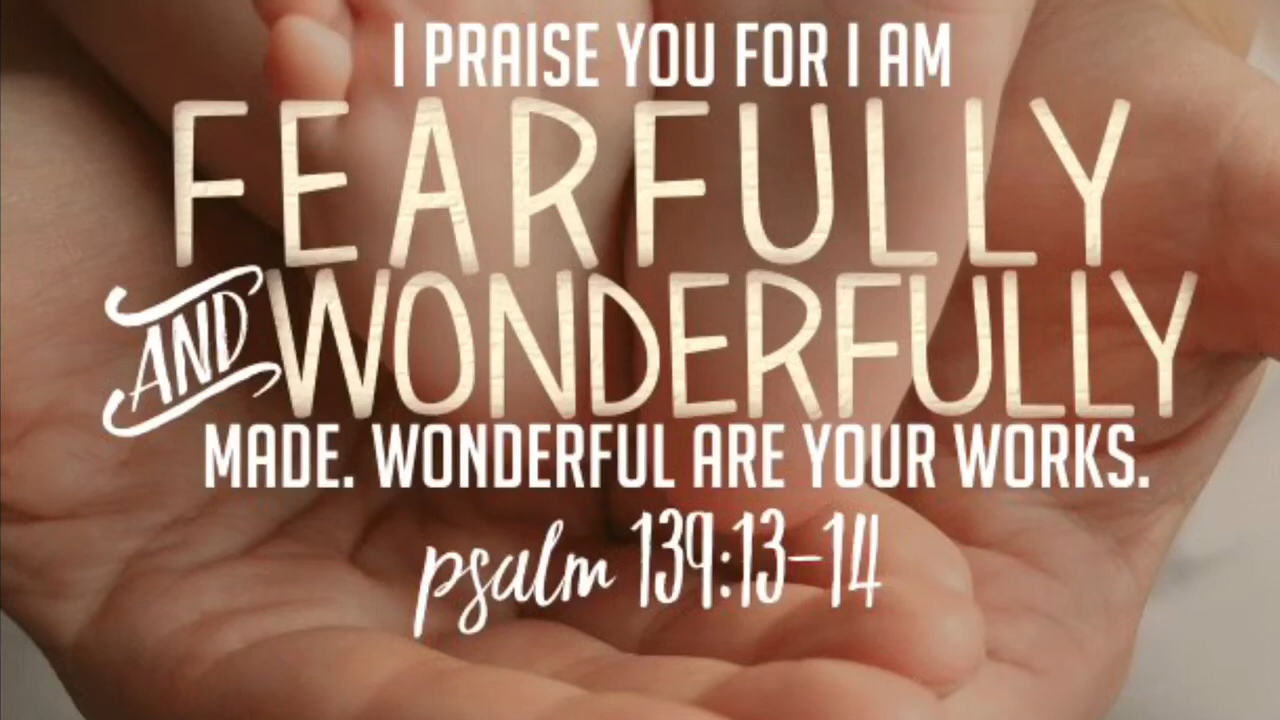 I PRAISE YOU FOR I AM
FEARFULLY
AND WONDERFULLY
MADE. WONDERFUL ARE YOUR WORKS.
psalm 139:13-14